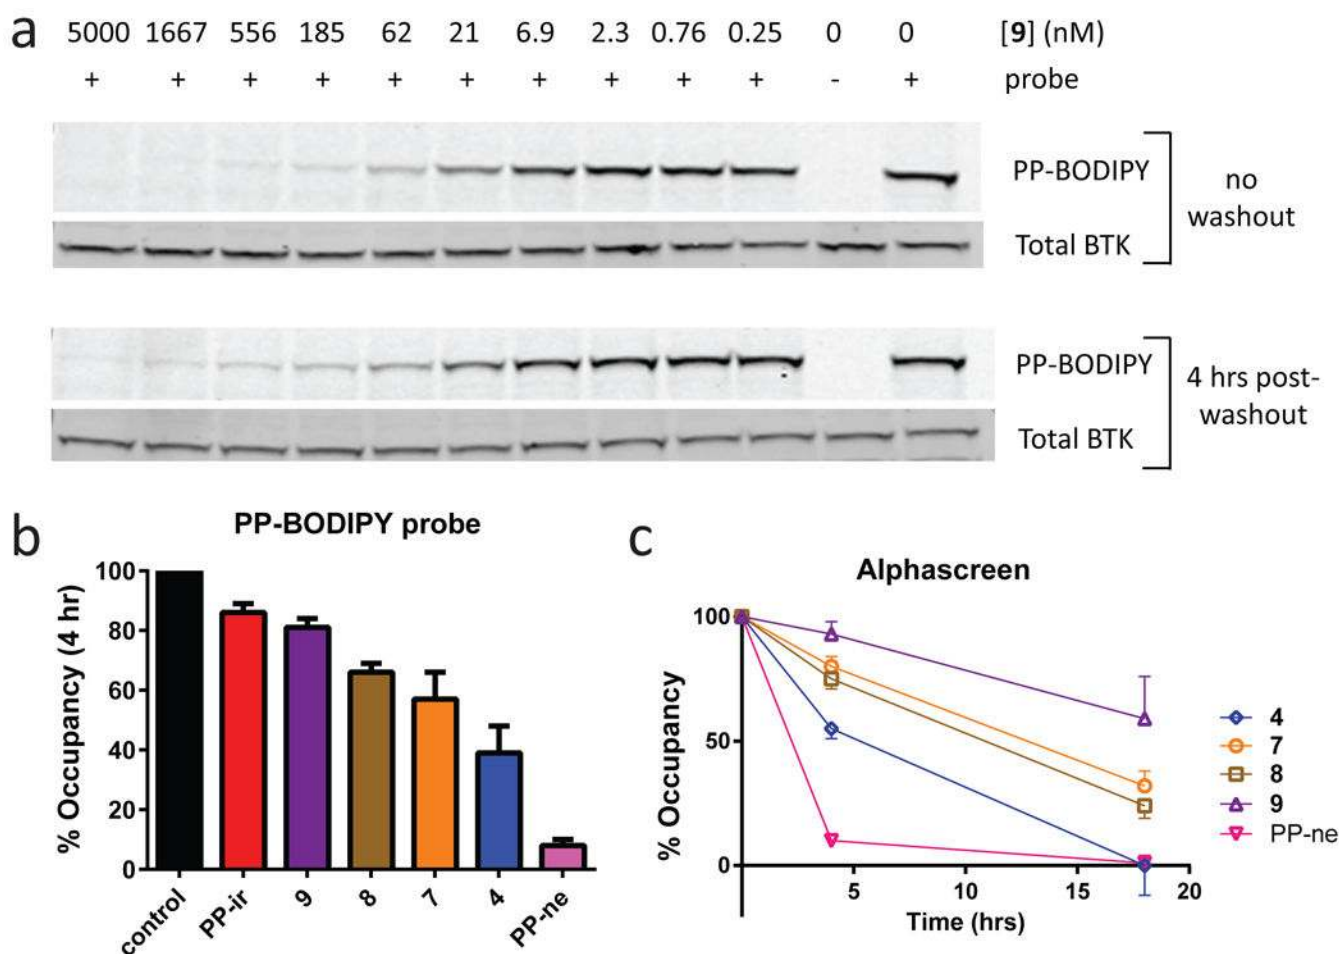 a 5000 1667 556 185 62 21 6.9 2.3 0.76 0.25 0 0 [9] (nM)
+ + + + + + + + + + - + probe
PP-BODIPY
Total BTK
no
washout
PP-BODIPY
Total BTK
4 hrs post-
washout
b
PP-BODIPY probe
% Occupancy (4 hr)
100
80
60
40
20
0
control PP-ir 9 8 7 4 PP-ne
c
Alphascreen
% Occupancy
100
50
0
5 10 15 20
Time (hrs)
4
7
8
9
PP-ne